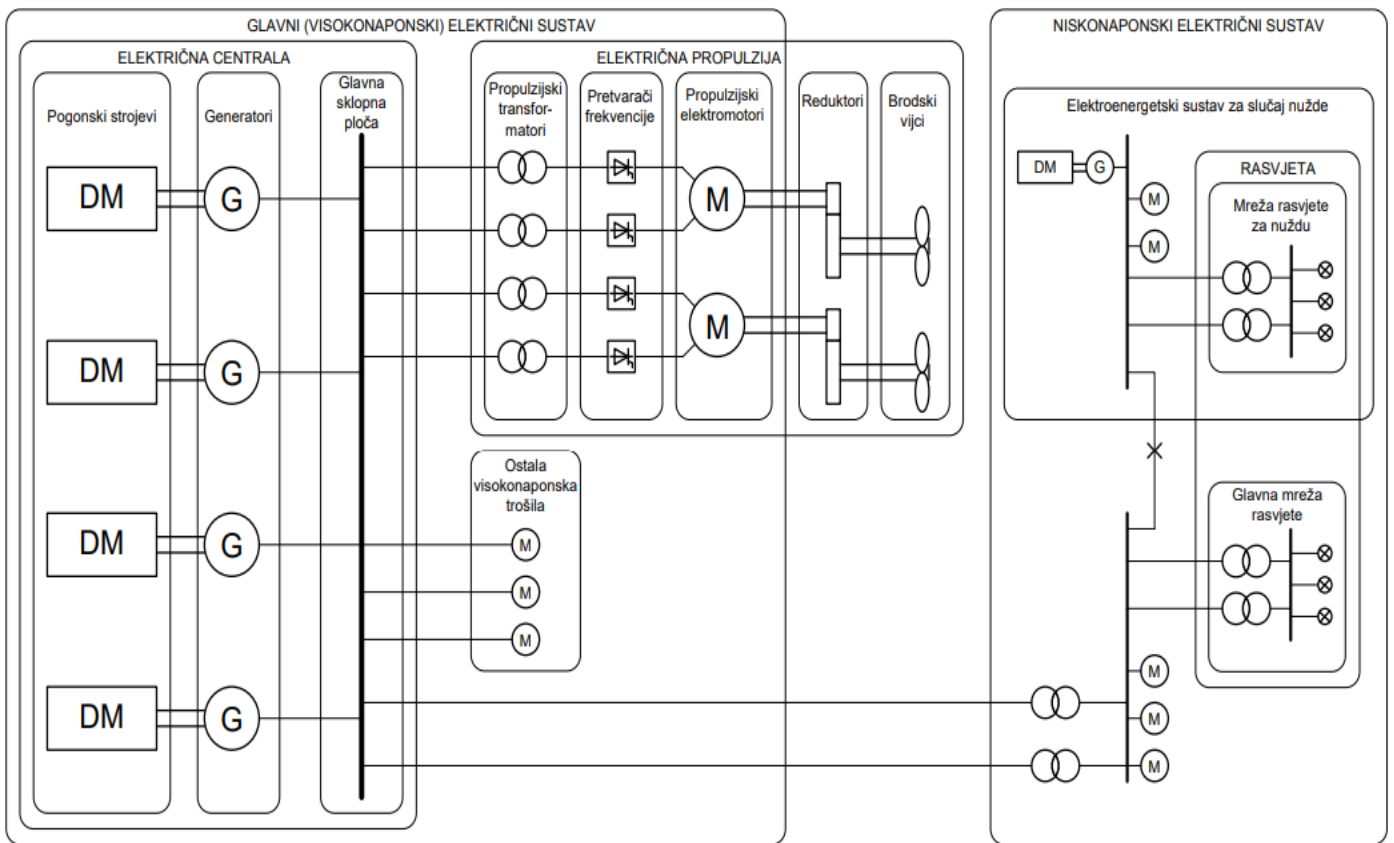 GLAVNI (VISOKONAPONSKI) ELEKTRIČNI SUSTAV
ELEKTRIČNA CENTRALA
Pogonski strojevi
Generatori
Glavna
sklopna
ploča
DM
G
DM
G
DM
G
DM
G
ELEKTRIČNA PROPULZIJA
Propulzijski
transfor-
matori
Pretvarači
frekvencije
Propulzijski
elektromotori
Reduktori
Brodski
vijci
M
M
Ostala
visokonaponska
trošila
M
M
M
NISKONAPONSKI ELEKTRIČNI SUSTAV
Elektroenergetski sustav za slučaj nužde
DM
G
M
M
RASVJETA
Mreža rasvjete
za nuždu
Glavna mreža
rasvjete
M
M
M